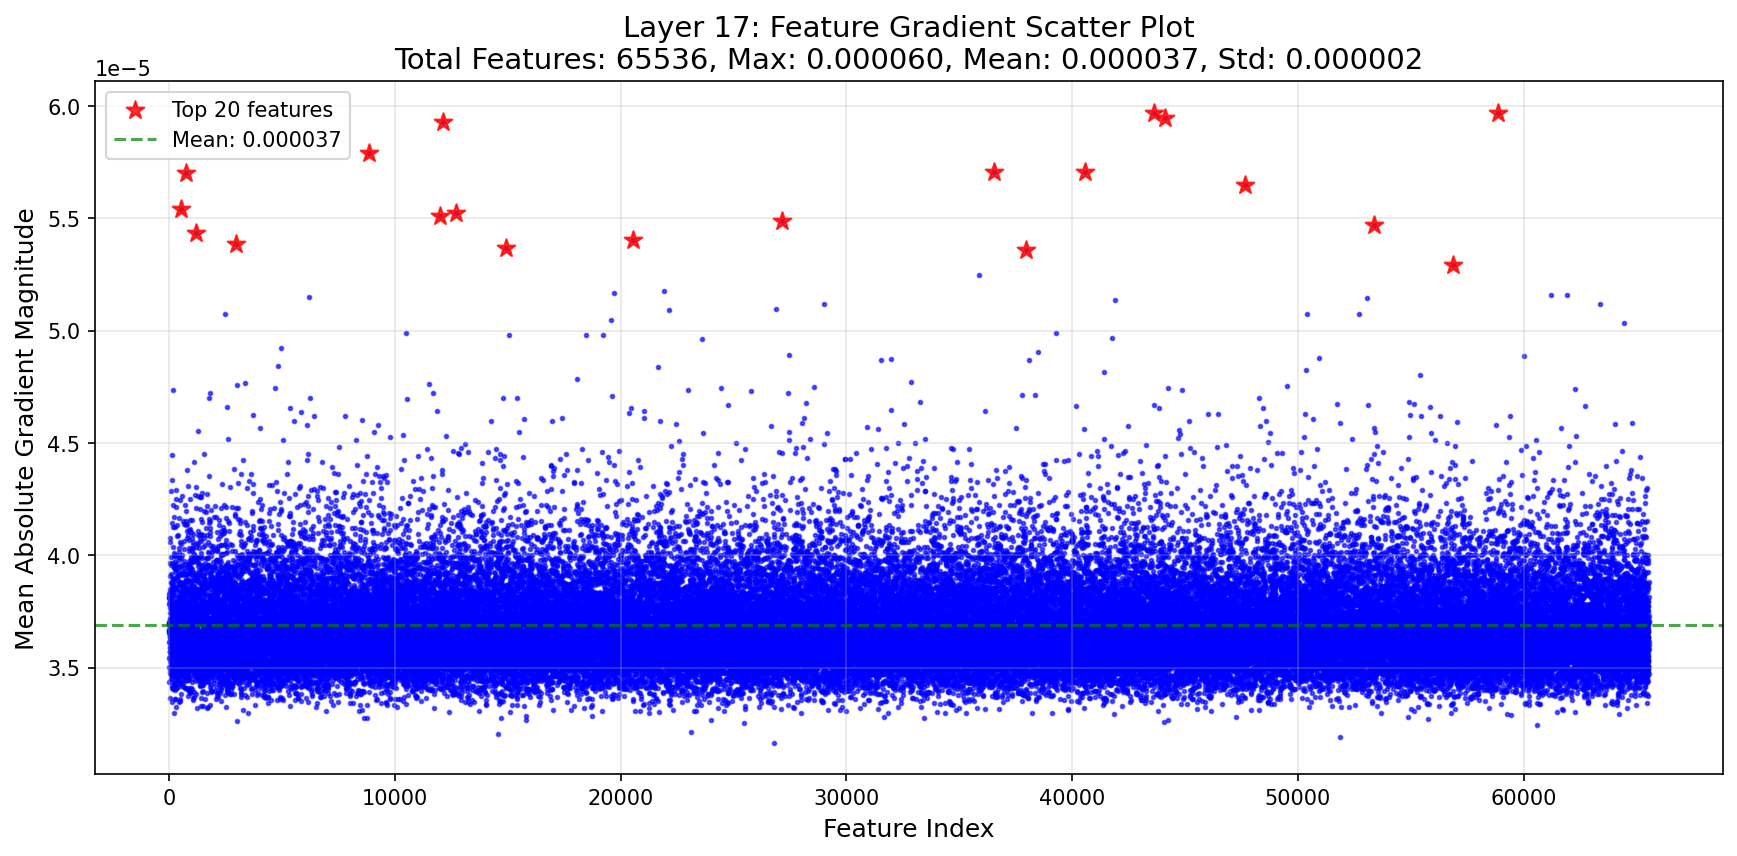 Layer 17: Feature Gradient Scatter Plot
Total Features: 65536, Max: 0.000060, Mean: 0.000037, Std: 0.000002
1e−5
Top 20 features
Mean: 0.000037
6.0
5.5
5.0
4.5
4.0
3.5
Mean Absolute Gradient Magnitude
0 10000 20000 30000 40000 50000 60000
Feature Index